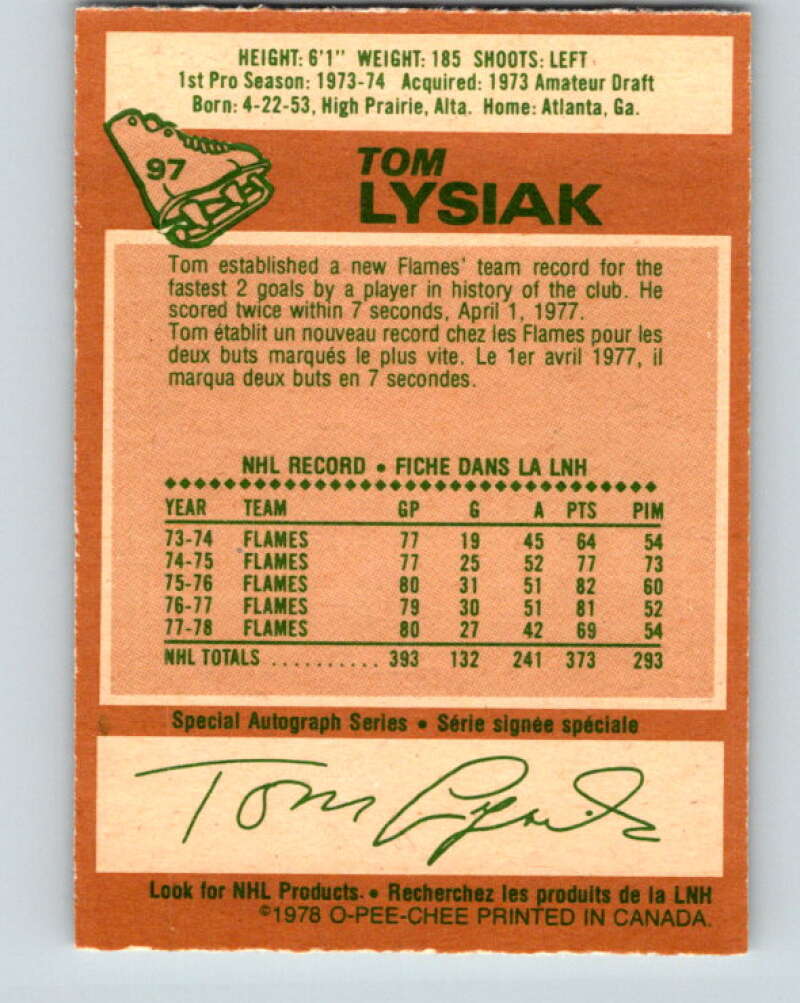 HEIGHT: 6'1" WEIGHT: 185 SHOOTS: LEFT
1st Pro Season: 1973-74 Acquired: 1973 Amateur Draft
Born: 4-22-53, High Prairie, Alta. Home: Atlanta, Ga.
97
TOM
LYSIAK
Tom established a new Flames' team record for the
fastest 2 goals by a player in history of the club. He
scored twice within 7 seconds, April 1, 1977.
Tom établit un nouveau record chez les Flames pour les
deux buts marqués le plus vite. Le 1er avril 1977, il
marqua deux buts en 7 secondes.
NHL RECORD • FICHE DANS LA LNH
YEAR TEAM GP G A PTS PIM
73-74 FLAMES 77 19 45 64 54
74-75 FLAMES 77 25 52 77 73
75-76 FLAMES 80 31 51 82 60
76-77 FLAMES 79 30 51 81 52
77-78 FLAMES 80 27 42 69 54
NHL TOTALS .......... 393 132 241 373 293
Special Autograph Series • Série signée spéciale
Tom Lysiak
Look for NHL Products. • Recherchez les produits de la LNH
©1978 O-PEE-CHEE PRINTED IN CANADA.